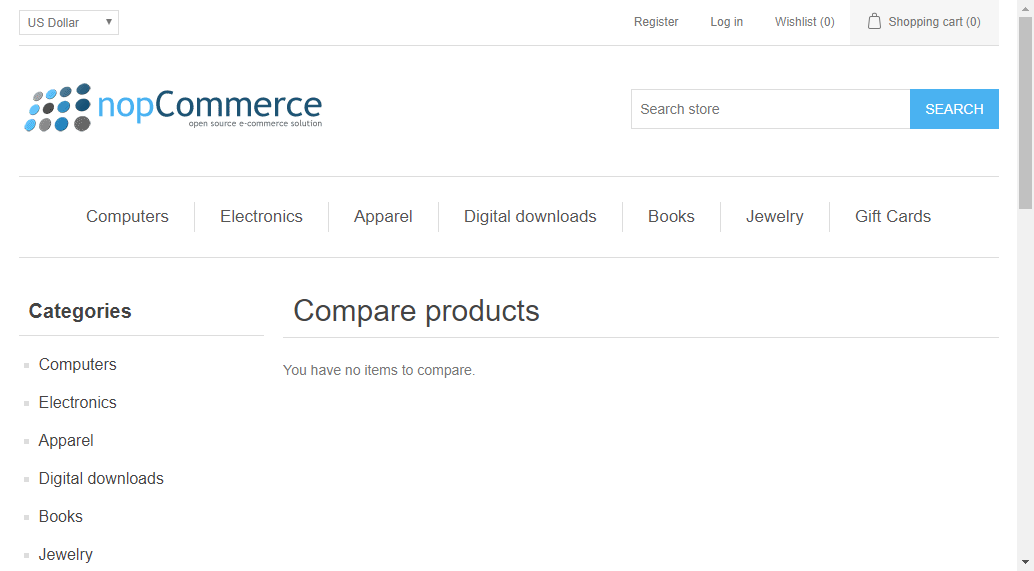 US Dollar
Register Log in Wishlist (0) Shopping cart (0)
nopCommerce
open source e-commerce solution
Search store SEARCH
Computers Electronics Apparel Digital downloads Books Jewelry Gift Cards
Categories
Computers
Electronics
Apparel
Digital downloads
Books
Jewelry
Compare products
You have no items to compare.